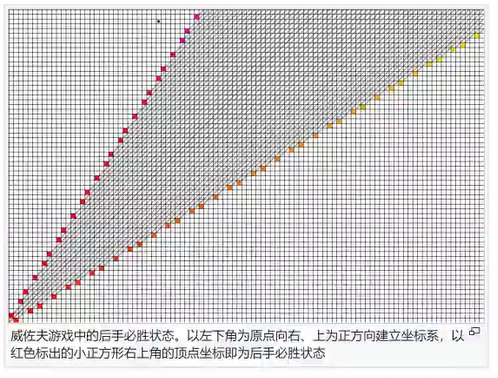 威佐夫游戏中的后手必胜状态。以左下角为原点向右、上为正方向建立坐标系，以
红色标出的小正方形右上角的顶点坐标即为后手必胜状态